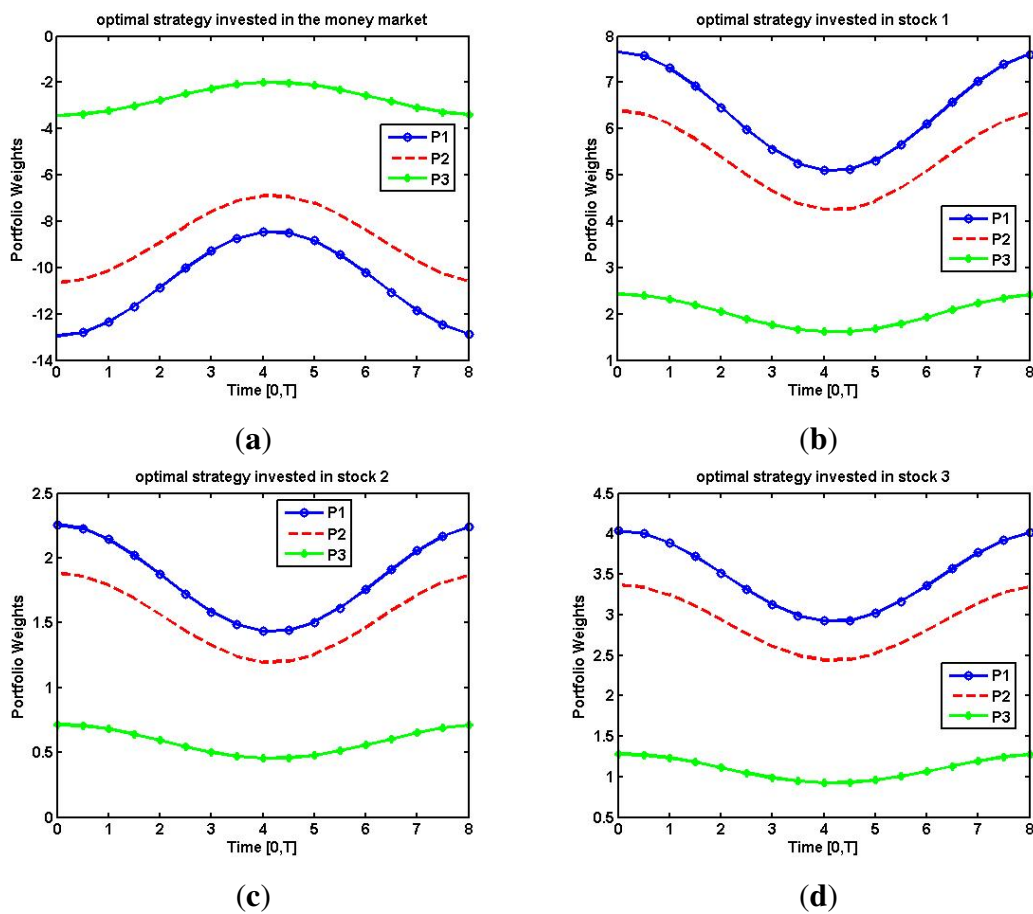 optimal strategy invested in the money market
0
-2
-4
-6
-8
-10
-12
-14
Portfolio Weights
P1
P2
P3
0 1 2 3 4 5 6 7 8
Time [0,T]
(a)
optimal strategy invested in stock 1
8
7
6
5
4
3
2
1
Portfolio Weights
P1
P2
P3
0 1 2 3 4 5 6 7 8
Time [0,T]
(b)
optimal strategy invested in stock 2
2.5
2
1.5
1
0.5
0
Portfolio Weights
P1
P2
P3
0 1 2 3 4 5 6 7 8
Time [0,T]
(c)
optimal strategy invested in stock 3
4.5
4
3.5
3
2.5
2
1.5
1
0.5
Portfolio Weights
P1
P2
P3
0 1 2 3 4 5 6 7 8
Time [0,T]
(d)